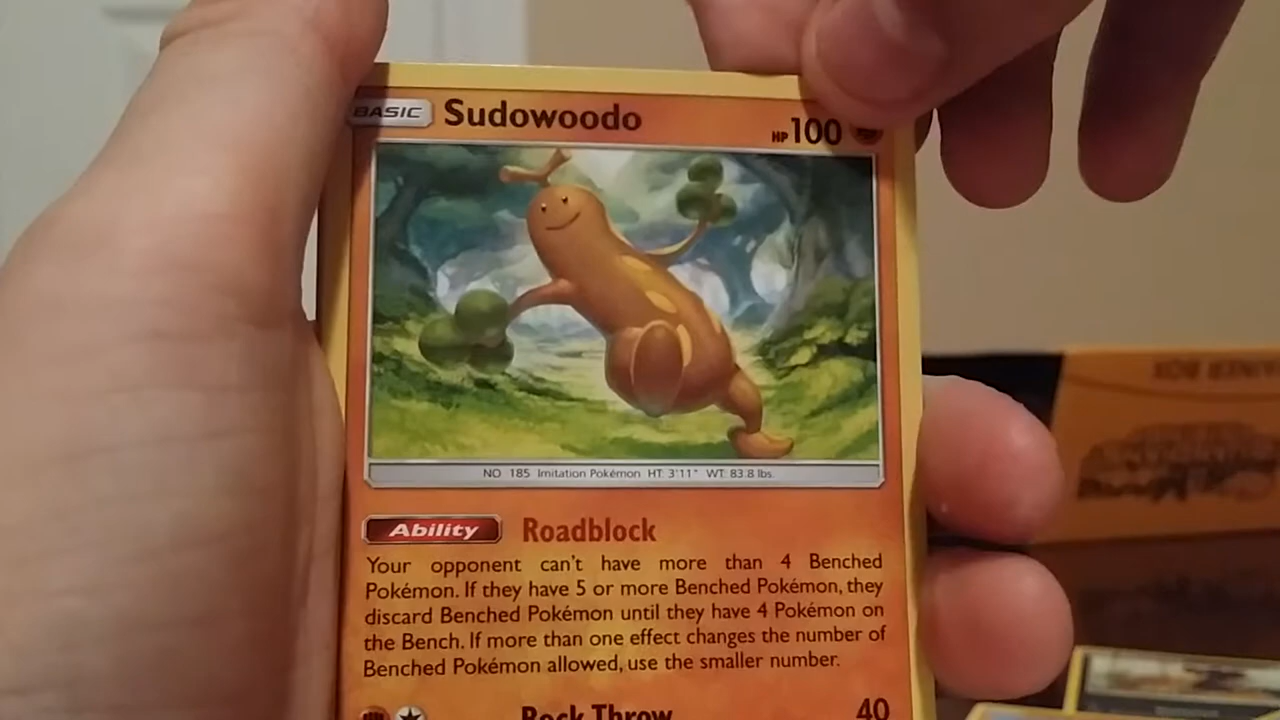 BASIC Sudowoodo HP 100
NO 185 Imitation Pokémon HT: 3'11" WT: 83.8 lbs.
Ability Roadblock
Your opponent can't have more than 4 Benched
Pokémon. If they have 5 or more Benched Pokémon, they
discard Benched Pokémon until they have 4 Pokémon on
the Bench. If more than one effect changes the number of
Benched Pokémon allowed, use the smaller number.
Rock Throw 40